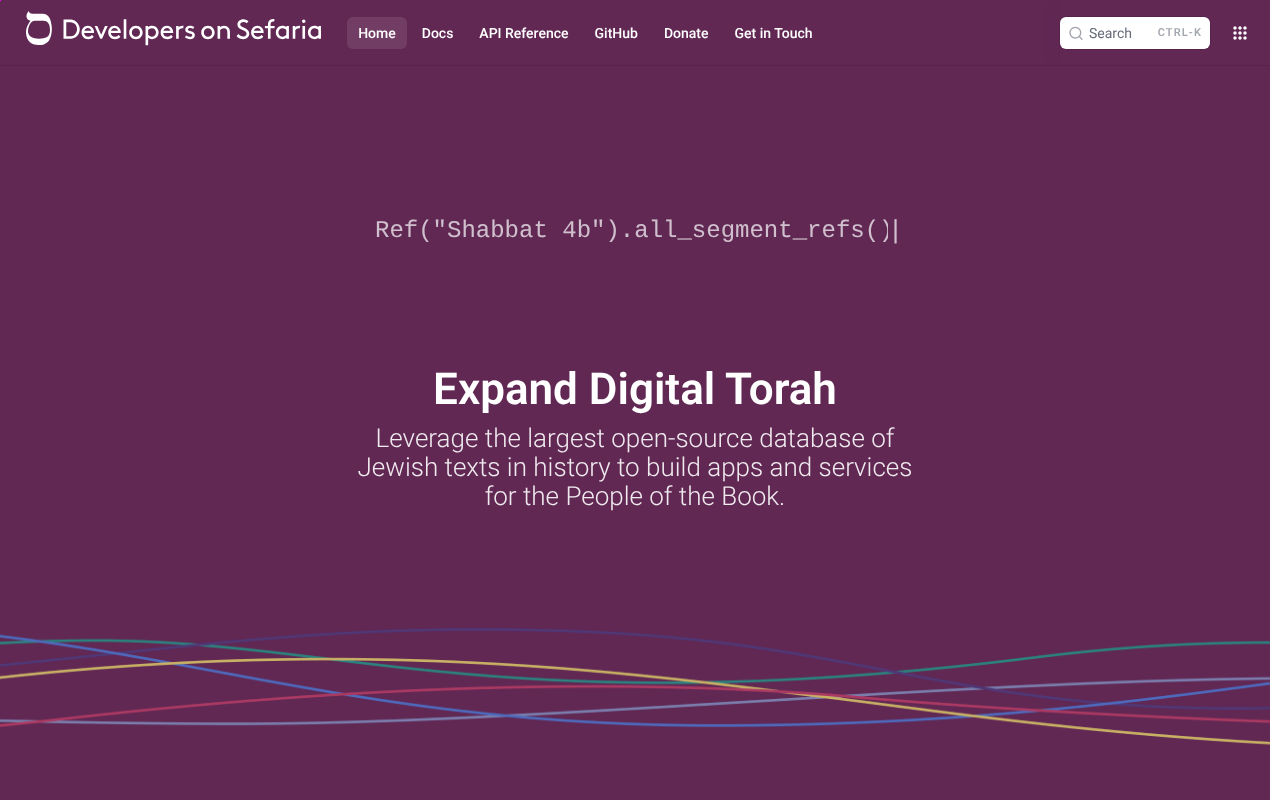 Developers on Sefaria
Home Docs API Reference GitHub Donate Get in Touch
Search CTRL-K
Ref("Shabbat 4b").all_segment_refs()|
Expand Digital Torah
Leverage the largest open-source database of
Jewish texts in history to build apps and services
for the People of the Book.